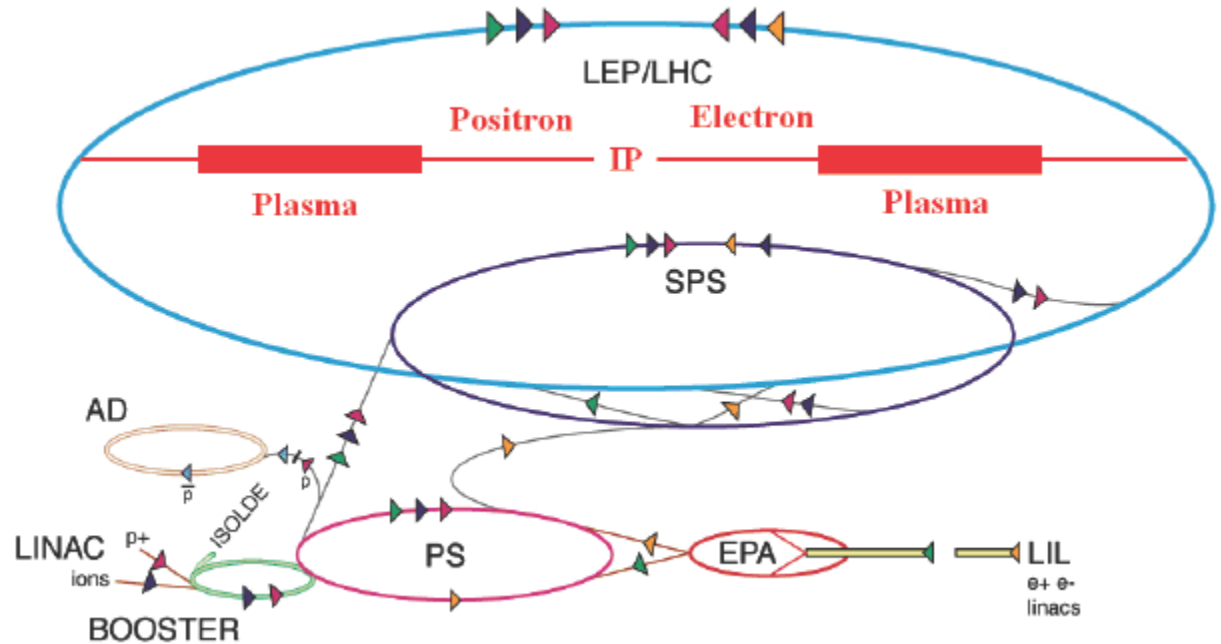 LEP/LHC
Positron
Electron
IP
Plasma
Plasma
SPS
AD
p̅
p
ISOLDE
LINAC
p+
ions
BOOSTER
PS
EPA
LIL
e+ e-
linacs